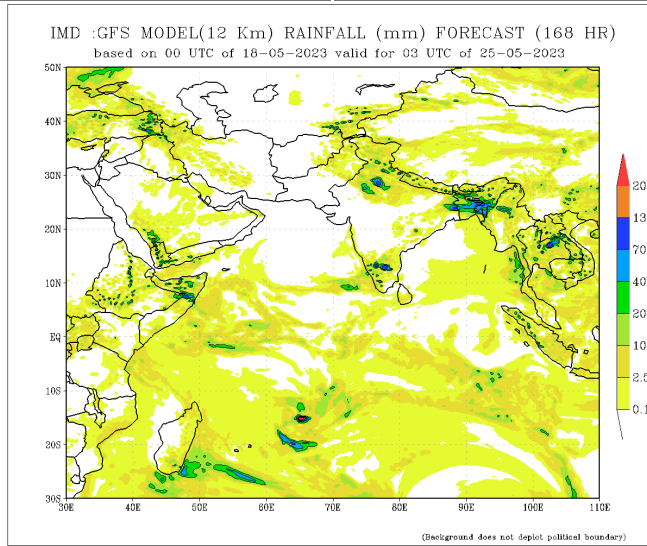 IMD :GFS MODEL(12 Km) RAINFALL (mm) FORECAST (168 HR)
based on 00 UTC of 18-05-2023 valid for 03 UTC of 25-05-2023
50N
40N
30N
20N
10N
EQ
10S
20S
30S
30E 40E 50E 60E 70E 80E 90E 100E 110E
20
13
70
40
20
10
2.5
0.1
(Background does not depict political boundary)